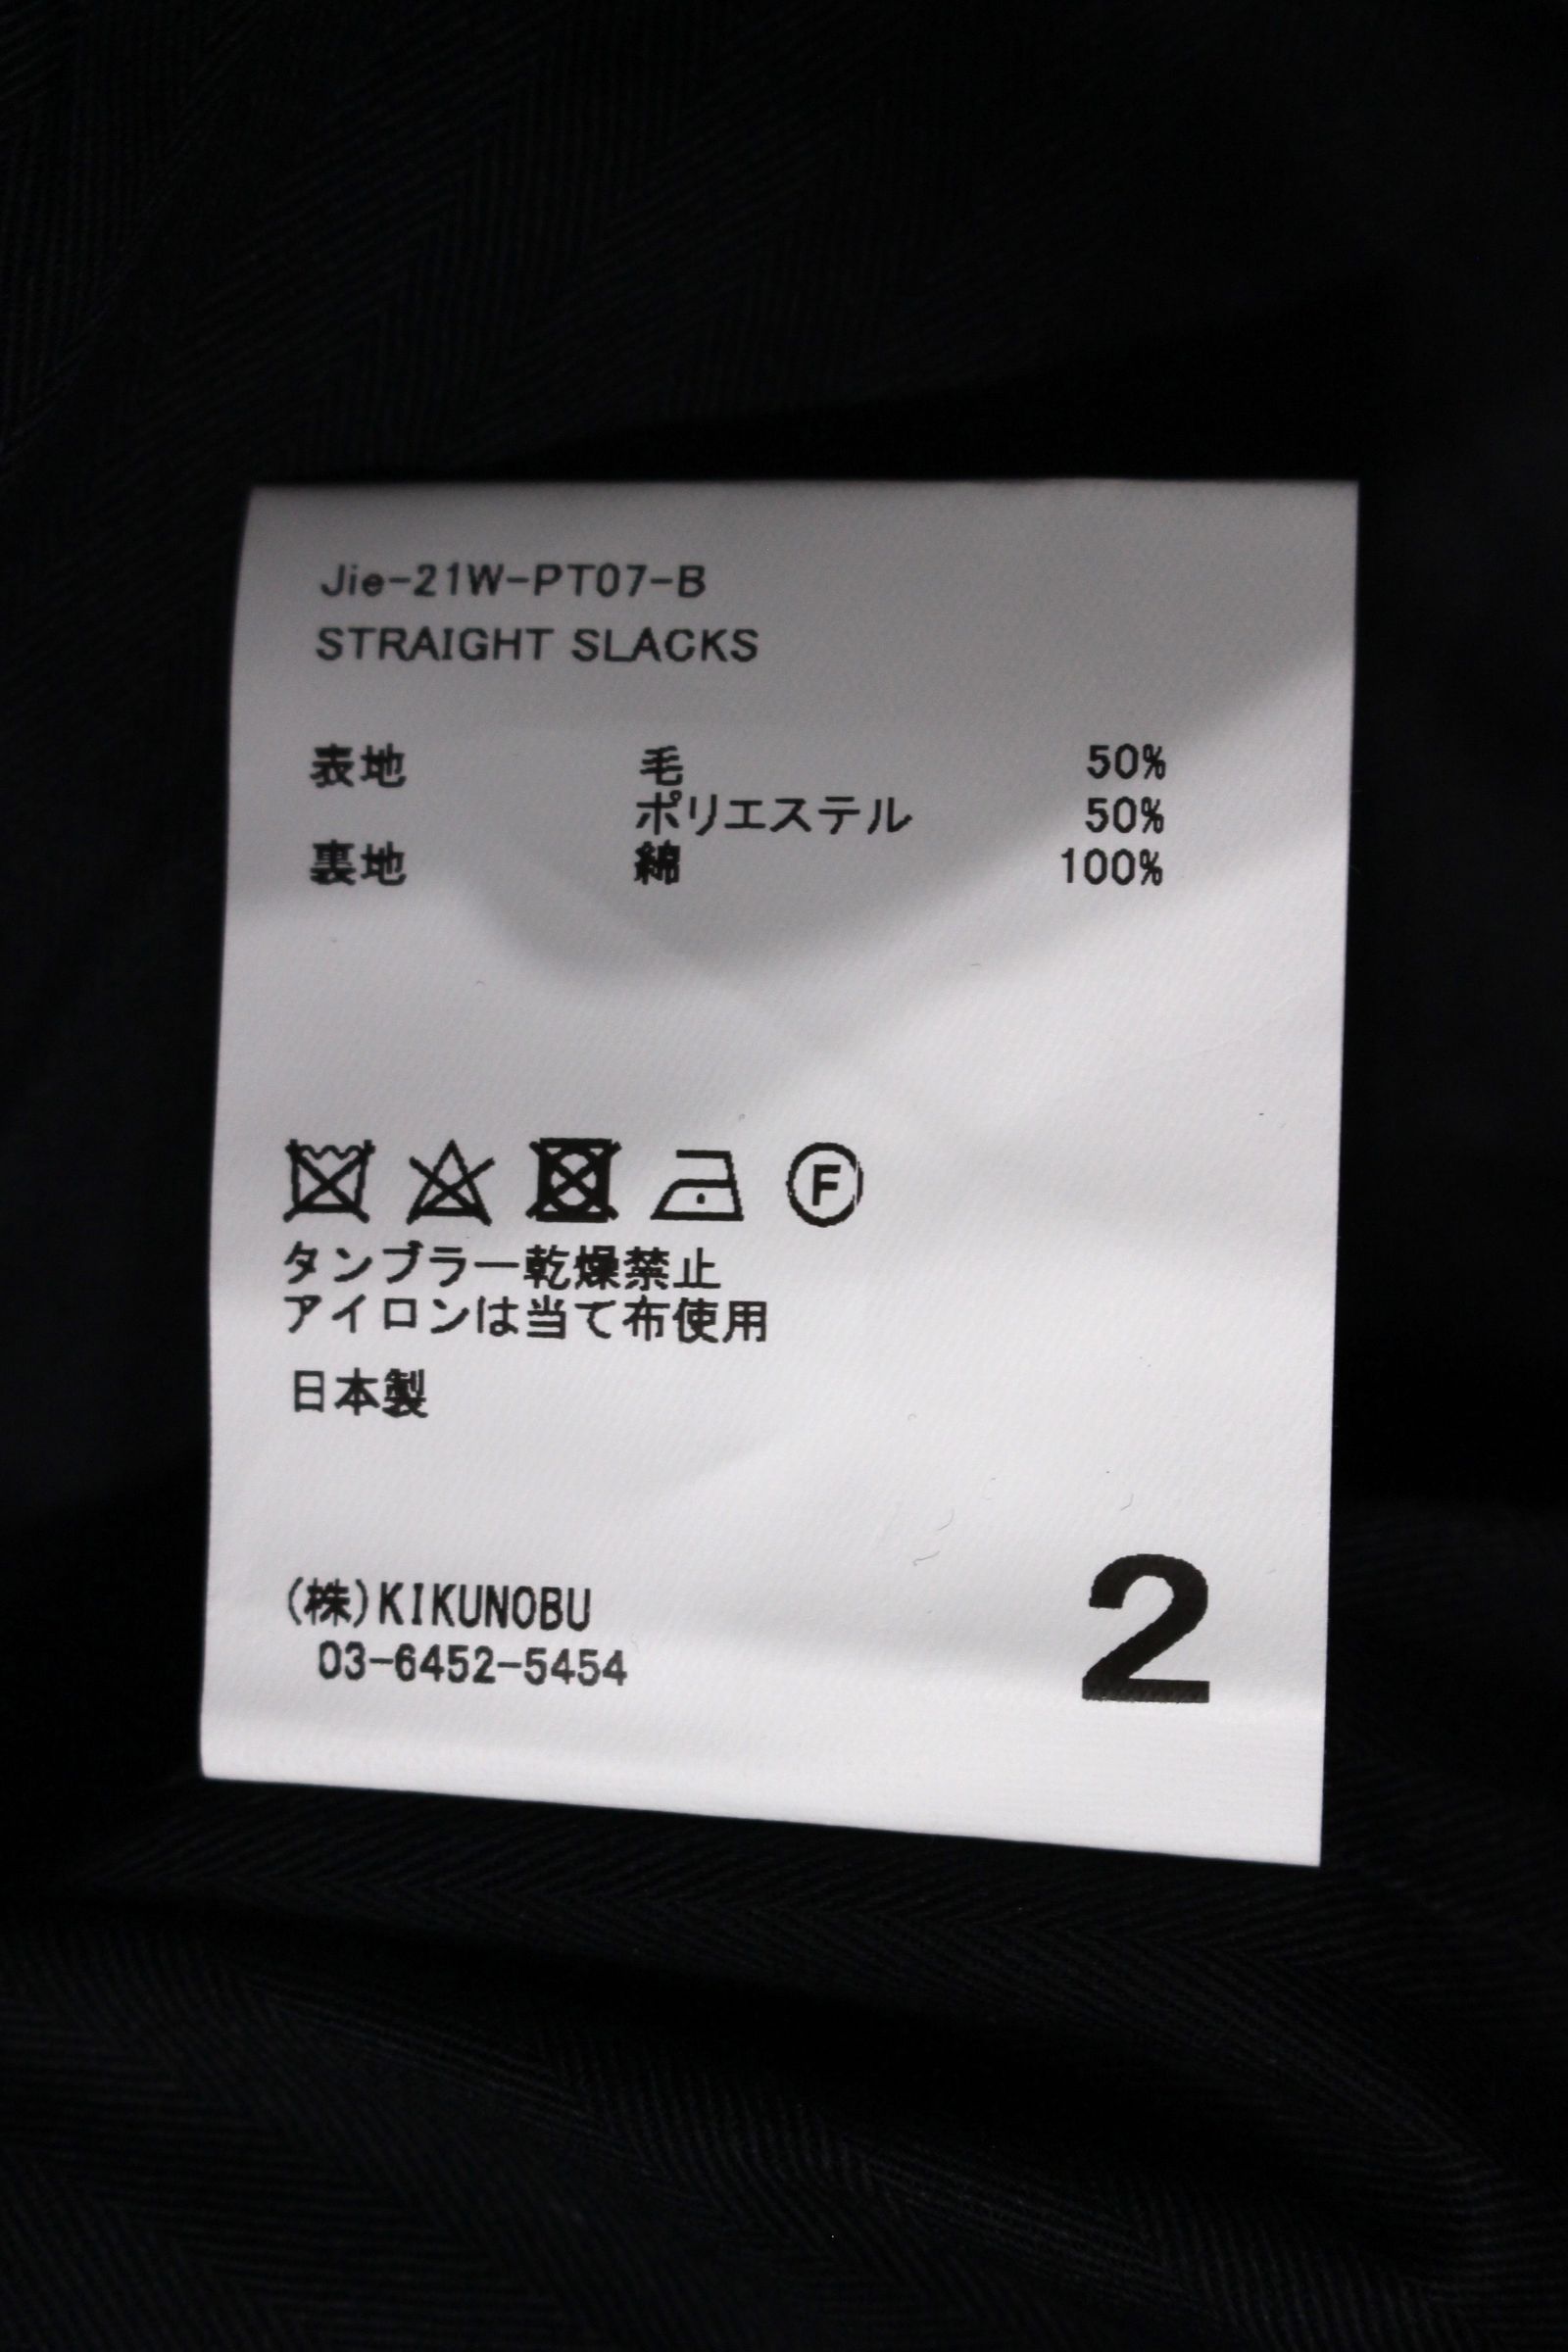 Jie-21W-PT07-B
STRAIGHT SLACKS
表地 毛 50%
ポリエステル 50%
裏地 綿 100%
F
タンブラー乾燥禁止
アイロンは当て布使用
日本製
(株)KIKUNOBU
03-6452-5454
2